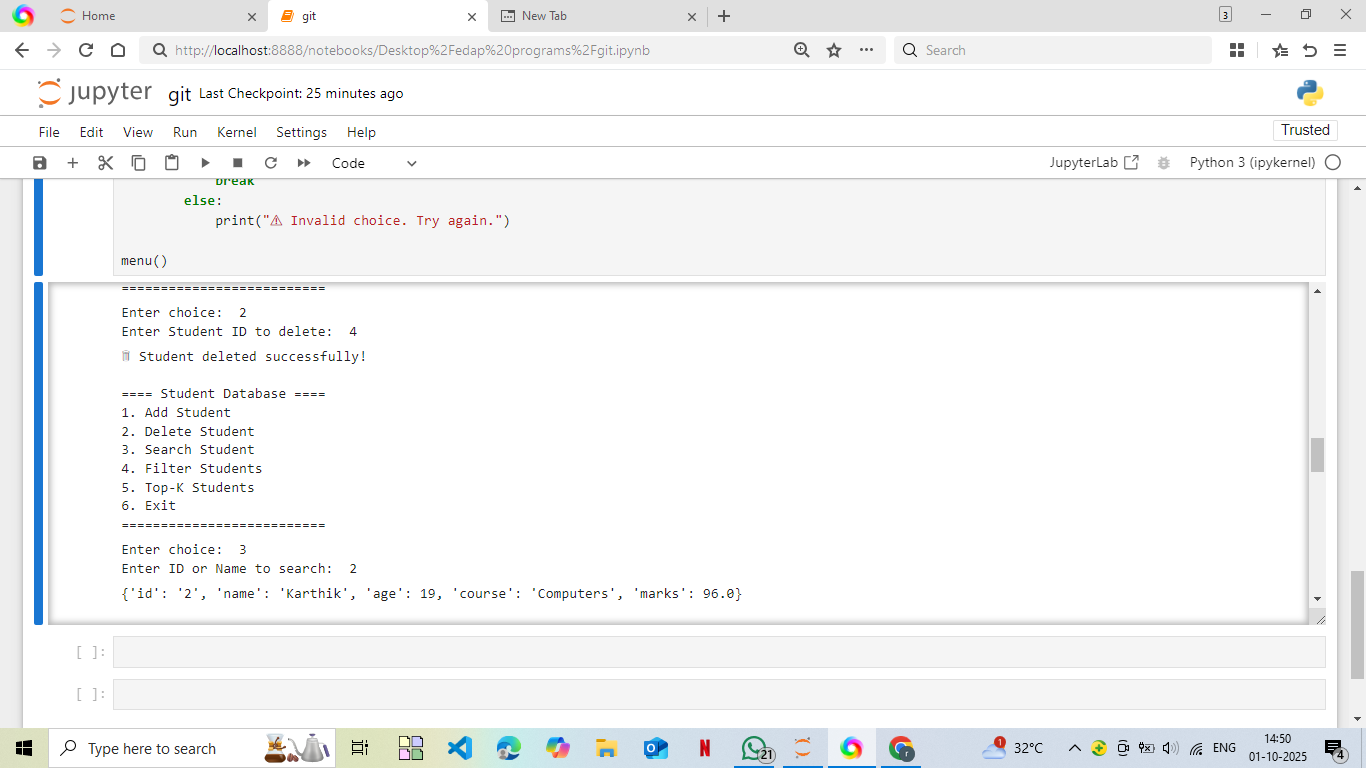 Home
git
New Tab
3
http://localhost:8888/notebooks/Desktop%2Fedap%20programs%2Fgit.ipynb
Search
jupyter git Last Checkpoint: 25 minutes ago
File Edit View Run Kernel Settings Help
Trusted
Code
JupyterLab
Python 3 (ipykernel)
break
else:
print("⚠ Invalid choice. Try again.")
menu()
==========================
Enter choice: 2
Enter Student ID to delete: 4
🗑 Student deleted successfully!
==== Student Database ====
1. Add Student
2. Delete Student
3. Search Student
4. Filter Students
5. Top-K Students
6. Exit
==========================
Enter choice: 3
Enter ID or Name to search: 2
{'id': '2', 'name': 'Karthik', 'age': 19, 'course': 'Computers', 'marks': 96.0}
[ ]:
[ ]:
Type here to search
N
21
r
1
32°C
ENG
14:50
01-10-2025
4